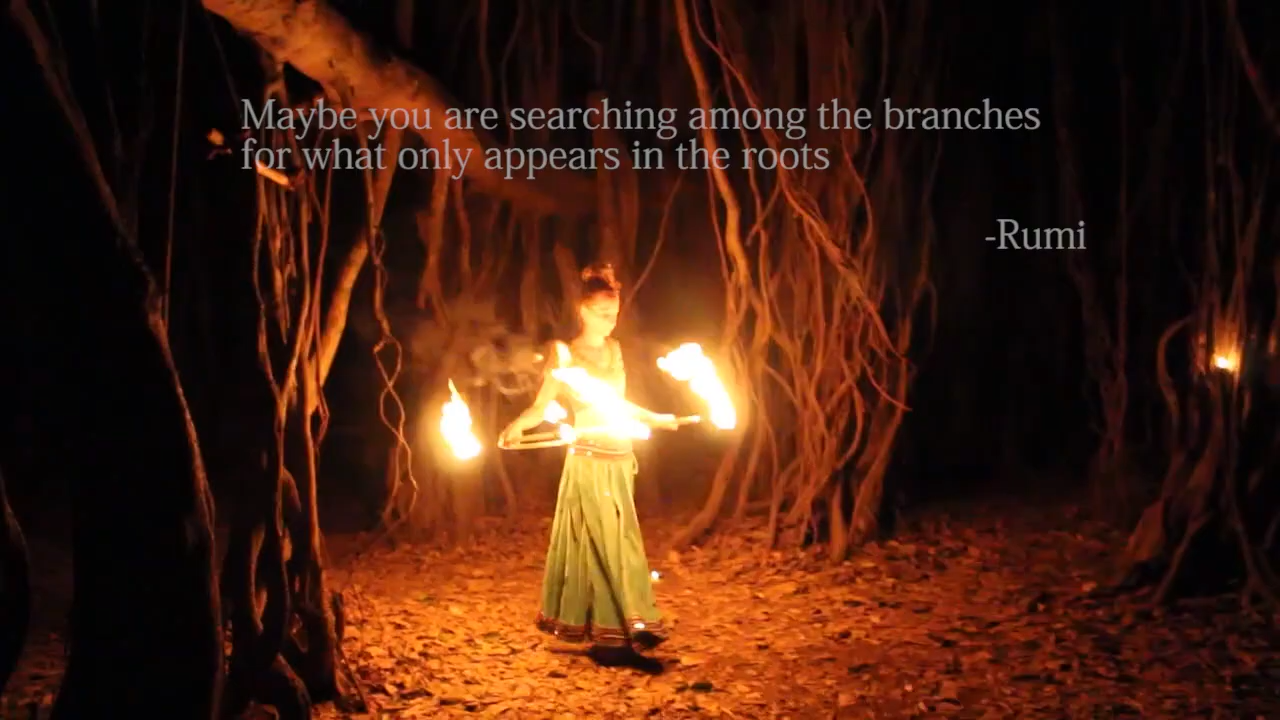 Maybe you are searching among the branches
for what only appears in the roots
-Rumi